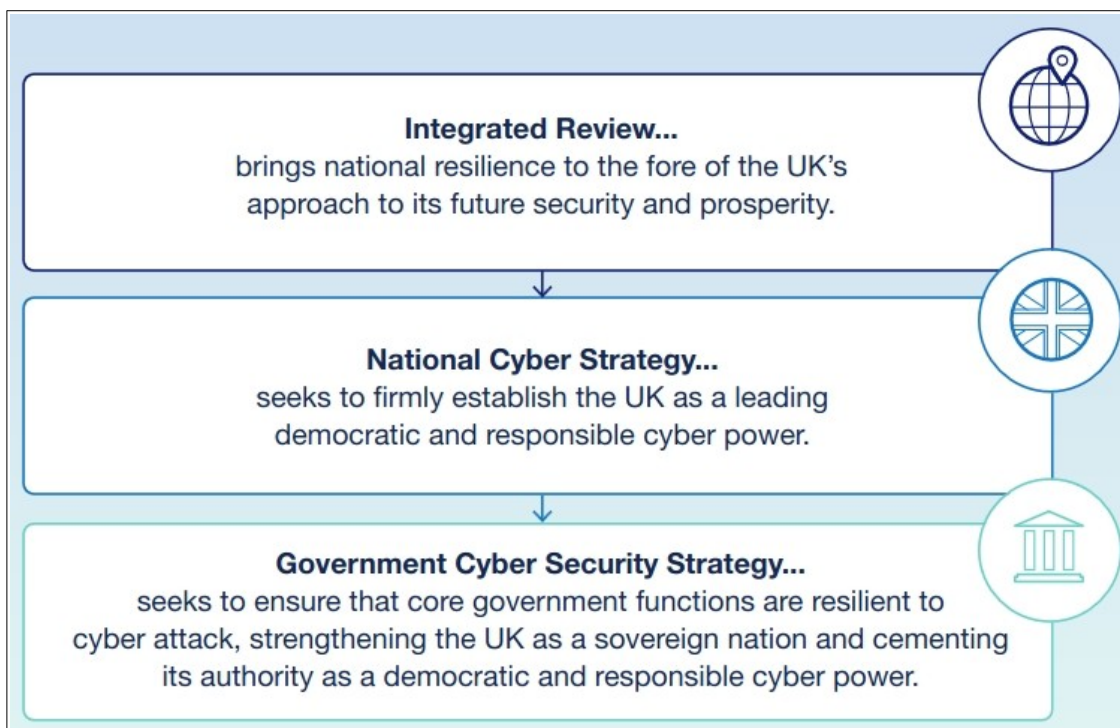 Integrated Review...
brings national resilience to the fore of the UK’s
approach to its future security and prosperity.
National Cyber Strategy...
seeks to firmly establish the UK as a leading
democratic and responsible cyber power.
Government Cyber Security Strategy...
seeks to ensure that core government functions are resilient to
cyber attack, strengthening the UK as a sovereign nation and cementing
its authority as a democratic and responsible cyber power.